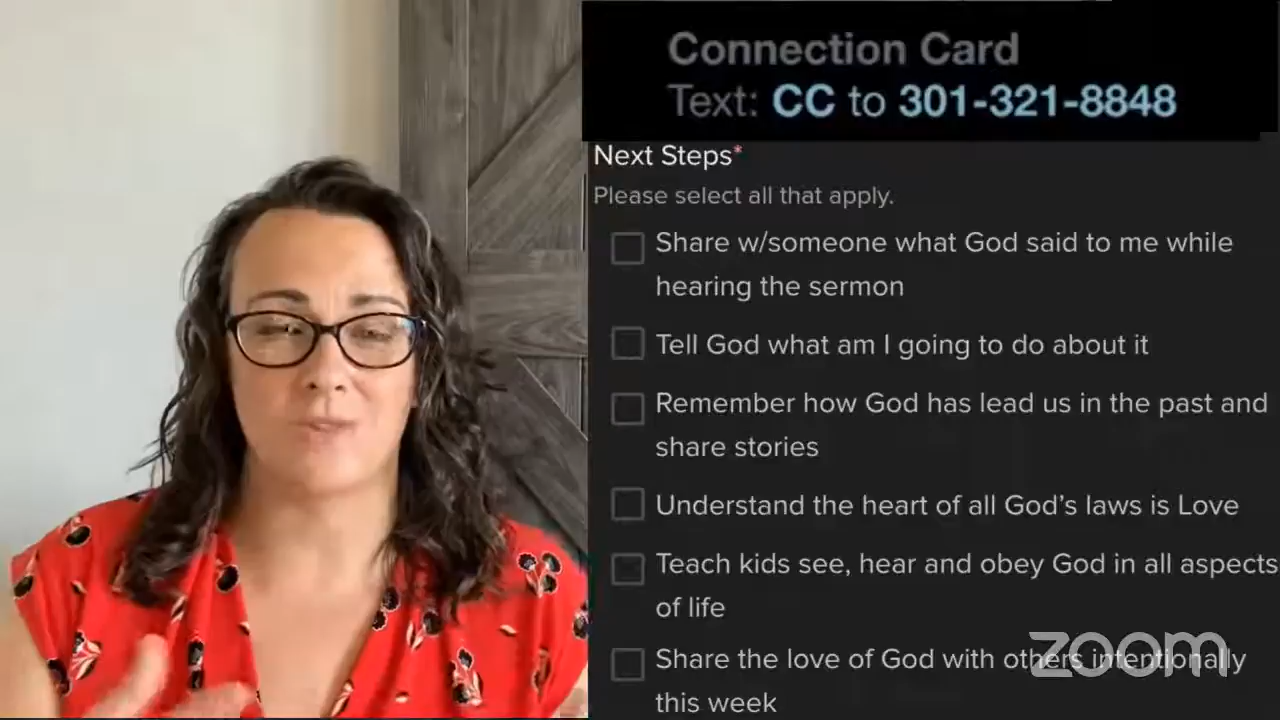 Connection Card
Text: CC to 301-321-8848
Next Steps*
Please select all that apply.
Share w/someone what God said to me while
hearing the sermon
Tell God what am I going to do about it
Remember how God has lead us in the past and
share stories
Understand the heart of all God's laws is Love
Teach kids see, hear and obey God in all aspects
of life
Share the love of God with others intentionally
this week
zoom